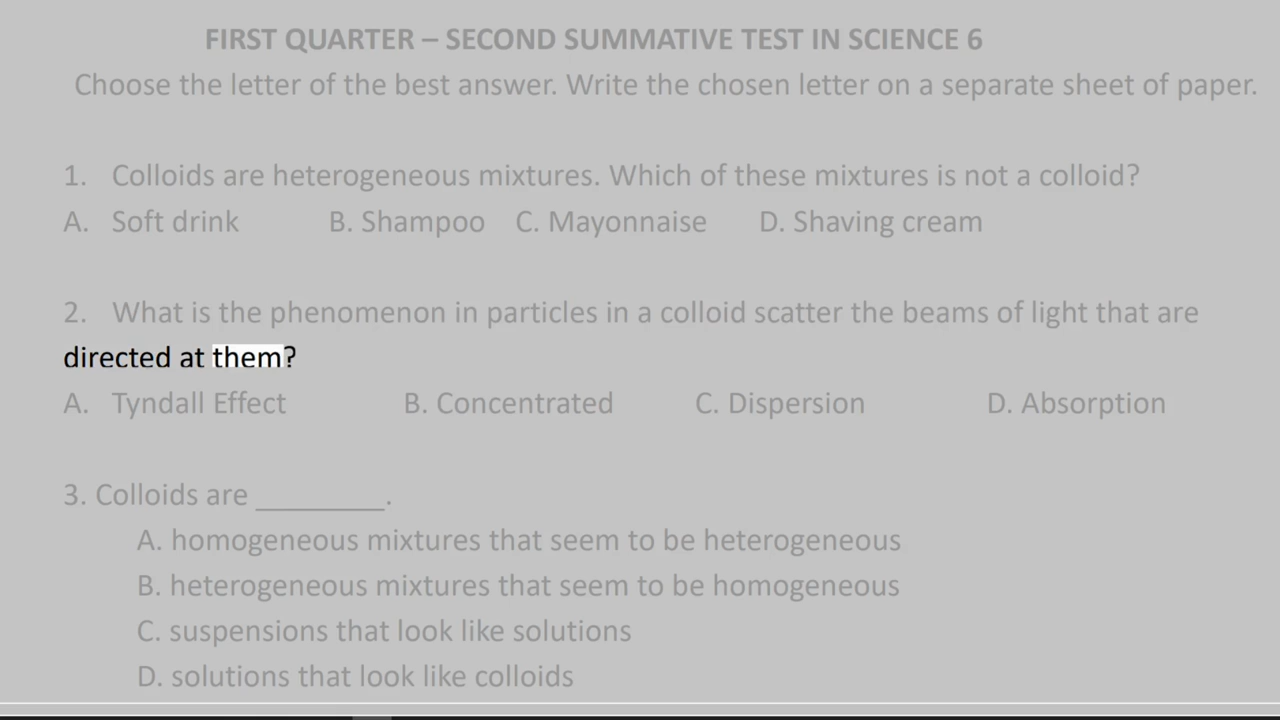 FIRST QUARTER – SECOND SUMMATIVE TEST IN SCIENCE 6
Choose the letter of the best answer. Write the chosen letter on a separate sheet of paper.
1. Colloids are heterogeneous mixtures. Which of these mixtures is not a colloid?
A. Soft drink B. Shampoo C. Mayonnaise D. Shaving cream
2. What is the phenomenon in particles in a colloid scatter the beams of light that are
directed at them?
A. Tyndall Effect B. Concentrated C. Dispersion D. Absorption
3. Colloids are ________.
A. homogeneous mixtures that seem to be heterogeneous
B. heterogeneous mixtures that seem to be homogeneous
C. suspensions that look like solutions
D. solutions that look like colloids